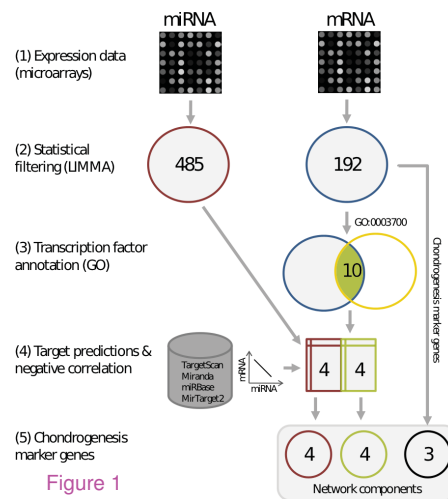 miRNA
mRNA
(1) Expression data
(microarrays)
(2) Statistical
filtering (LIMMA)
485
192
GO:0003700
(3) Transcription factor
annotation (GO)
10
Chondrogenesis
marker genes
(4) Target predictions &
negative correlation
TargetScan
Miranda
miRBase
MirTarget2
mRNA
miRNA
4
4
(5) Chondrogenesis
marker genes
4
4
3
Network components
Figure 1